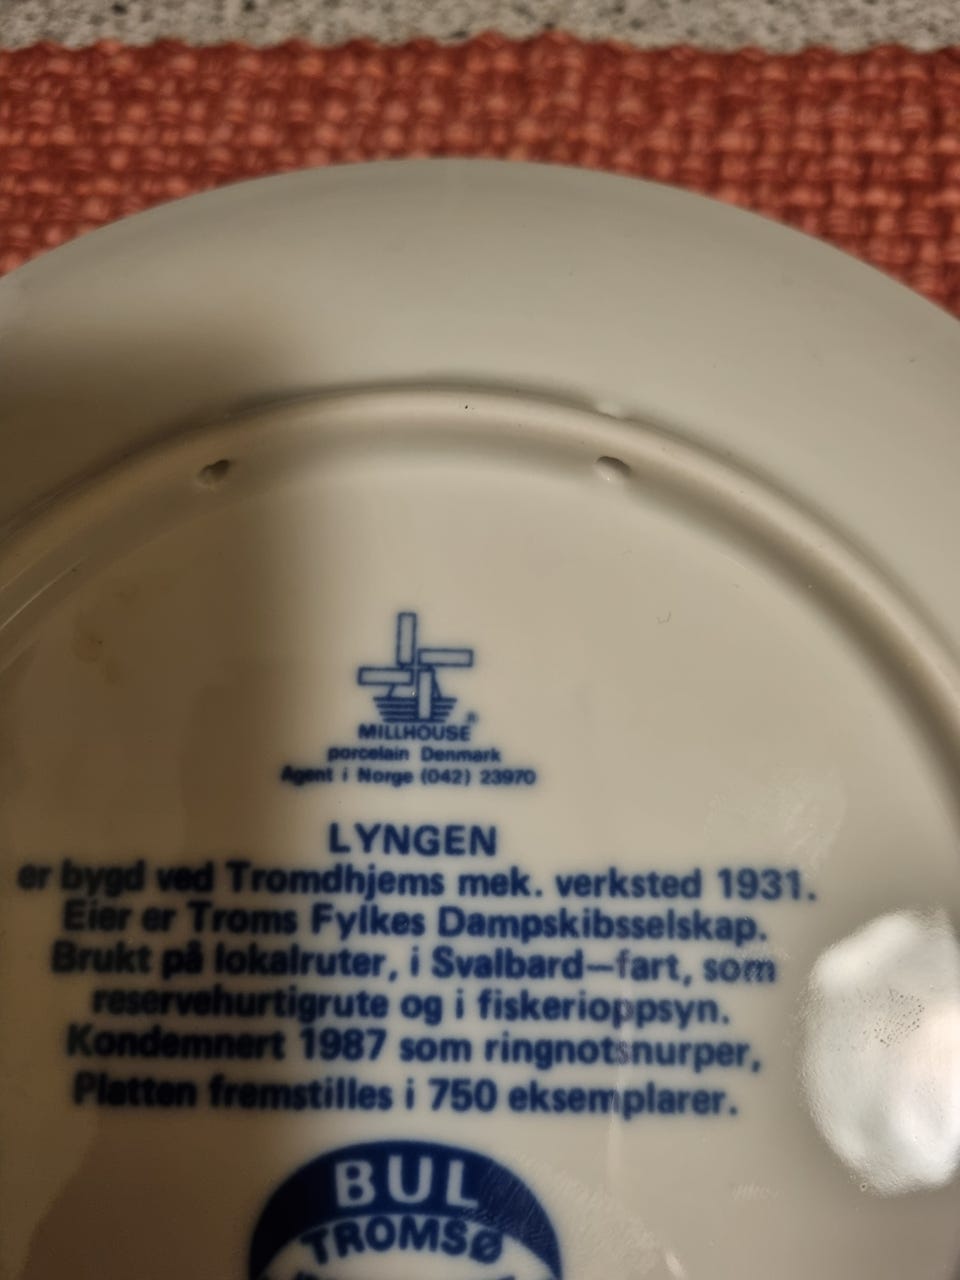 MILLHOUSE ®
porcelain Denmark
Agent i Norge (042) 23970
LYNGEN
er bygd ved Tromdhjems mek. verksted 1931.
Eier er Troms Fylkes Dampskibsselskap.
Brukt på lokalruter, i Svalbard–fart, som
reservehurtigrute og i fiskerioppsyn.
Kondemnert 1987 som ringnotsnurper,
Platten fremstilles i 750 eksemplarer.
BUL
TROMSØ